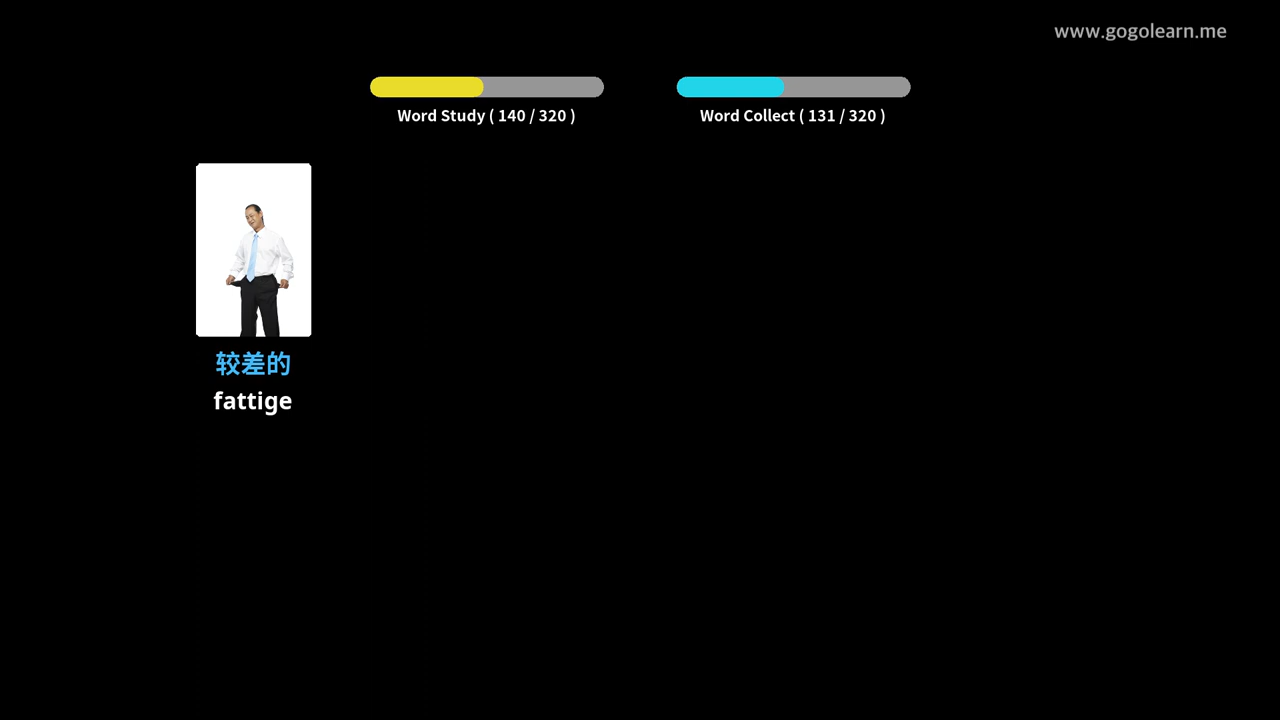 www.gogolearn.me
Word Study ( 140 / 320 )
Word Collect ( 131 / 320 )
较差的
fattige